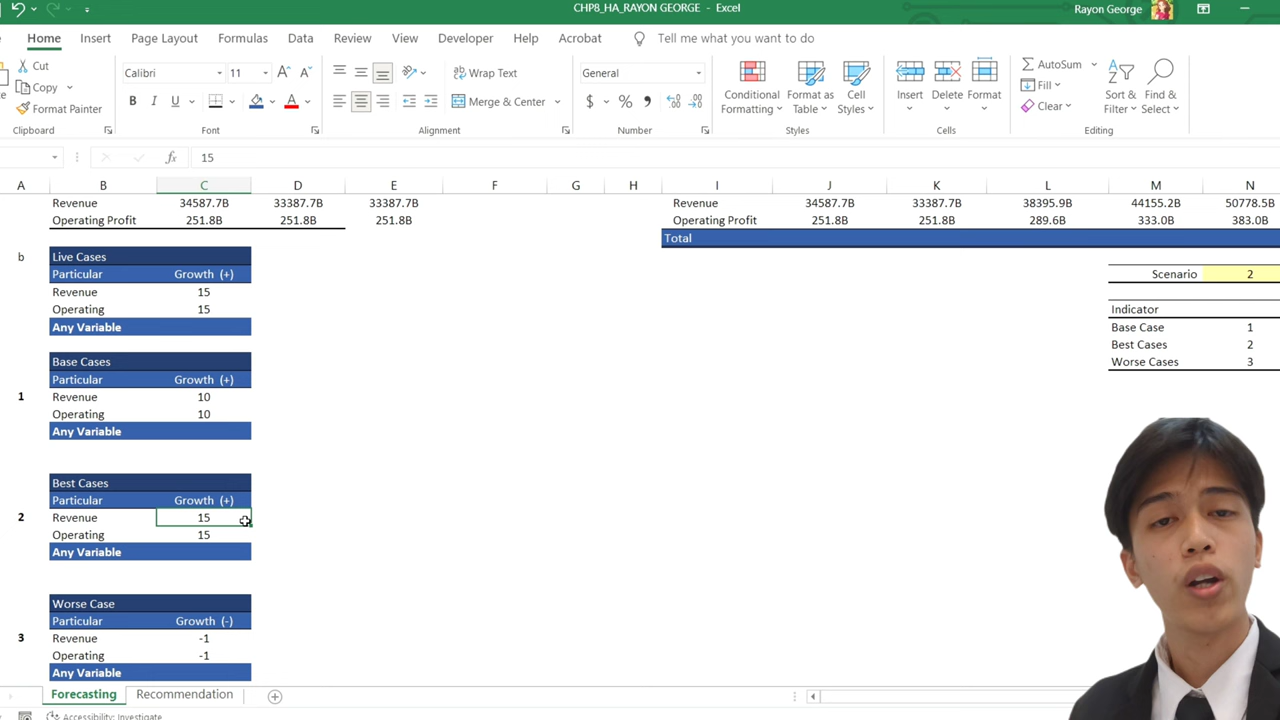 CHP8_HA_RAYON GEORGE - Excel
Rayon George
Home Insert Page Layout Formulas Data Review View Developer Help Acrobat Tell me what you want to do
Cut
Copy
Format Painter
Clipboard
Calibri 11
B I U
Font
Wrap Text
Merge & Center
Alignment
General
$ % ,
Number
Conditional Formatting
Format as Table
Cell Styles
Styles
Insert Delete Format
Cells
AutoSum
Fill
Clear
Sort & Filter
Find & Select
Editing
fx 15
A B C D E F G H I J K L M N
Revenue 34587.7B 33387.7B 33387.7B Revenue 34587.7B 33387.7B 38395.9B 44155.2B 50778.5B
Operating Profit 251.8B 251.8B 251.8B Operating Profit 251.8B 251.8B 289.6B 333.0B 383.0B
Total
b Live Cases
Particular Growth (+) Scenario 2
Revenue 15
Operating 15 Indicator
Any Variable Base Case 1
Best Cases 2
Base Cases Worse Cases 3
Particular Growth (+)
1 Revenue 10
Operating 10
Any Variable
Best Cases
Particular Growth (+)
2 Revenue 15
Operating 15
Any Variable
Worse Case
Particular Growth (-)
3 Revenue -1
Operating -1
Any Variable
Forecasting Recommendation
Accessibility: Investigate